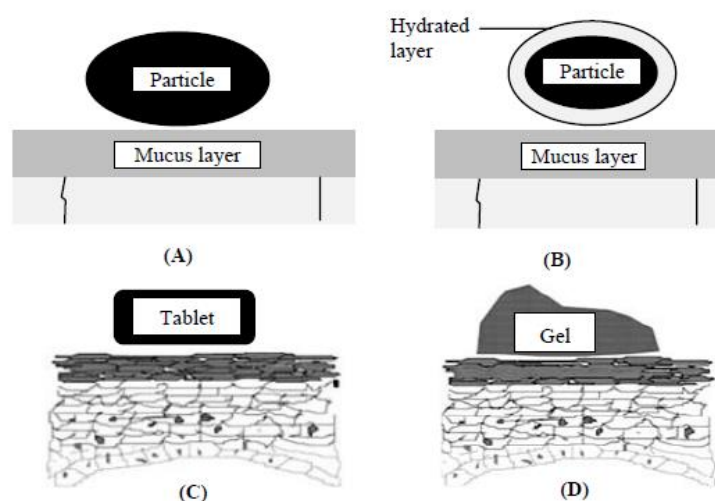 Particle
Mucus layer
(A)
Hydrated
layer
Particle
Mucus layer
(B)
Tablet
(C)
Gel
(D)